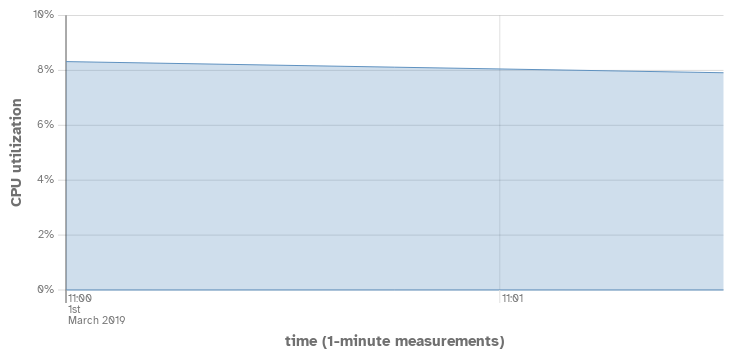 10%
8%
6%
4%
2%
0%
CPU utilization
11:00
1st
March 2019
11:01
time (1-minute measurements)